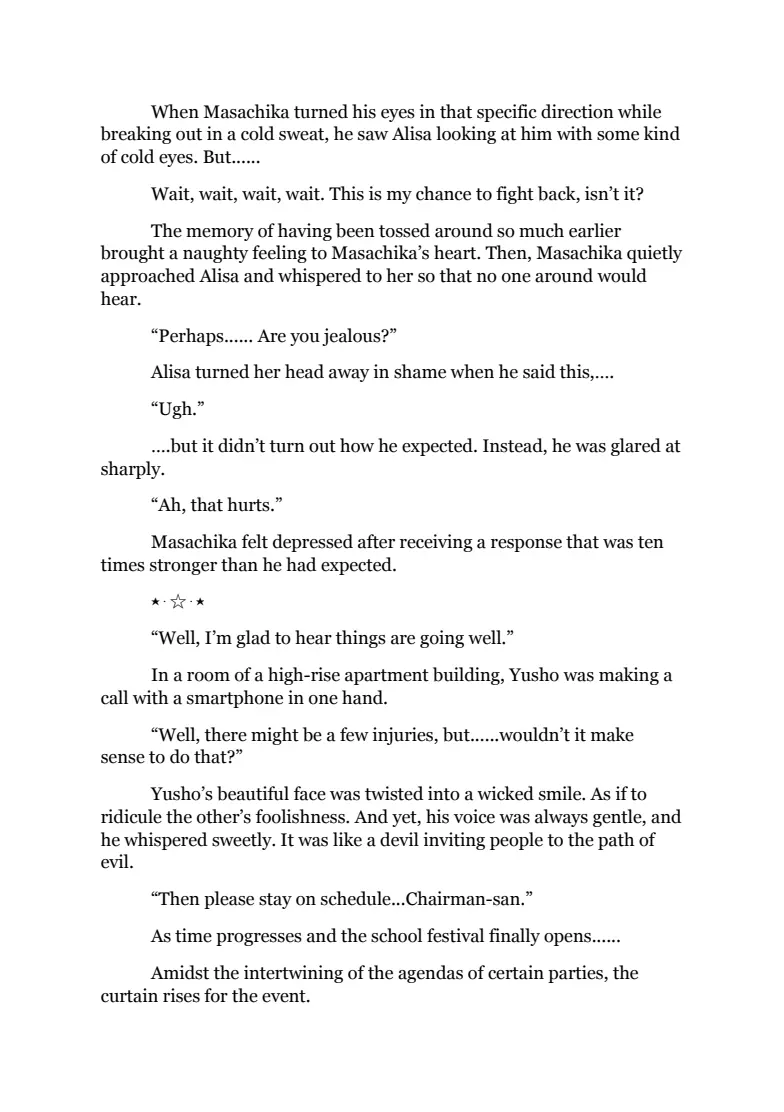 When Masachika turned his eyes in that specific direction while
breaking out in a cold sweat, he saw Alisa looking at him with some kind
of cold eyes. But......
Wait, wait, wait, wait. This is my chance to fight back, isn’t it?
The memory of having been tossed around so much earlier
brought a naughty feeling to Masachika’s heart. Then, Masachika quietly
approached Alisa and whispered to her so that no one around would
hear.
“Perhaps...... Are you jealous?”
Alisa turned her head away in shame when he said this,....
“Ugh.”
....but it didn’t turn out how he expected. Instead, he was glared at
sharply.
“Ah, that hurts.”
Masachika felt depressed after receiving a response that was ten
times stronger than he had expected.
⋆·☆·⋆
“Well, I’m glad to hear things are going well.”
In a room of a high-rise apartment building, Yusho was making a
call with a smartphone in one hand.
“Well, there might be a few injuries, but......wouldn’t it make
sense to do that?”
Yusho’s beautiful face was twisted into a wicked smile. As if to
ridicule the other’s foolishness. And yet, his voice was always gentle, and
he whispered sweetly. It was like a devil inviting people to the path of
evil.
“Then please stay on schedule...Chairman-san.”
As time progresses and the school festival finally opens......
Amidst the intertwining of the agendas of certain parties, the
curtain rises for the event.